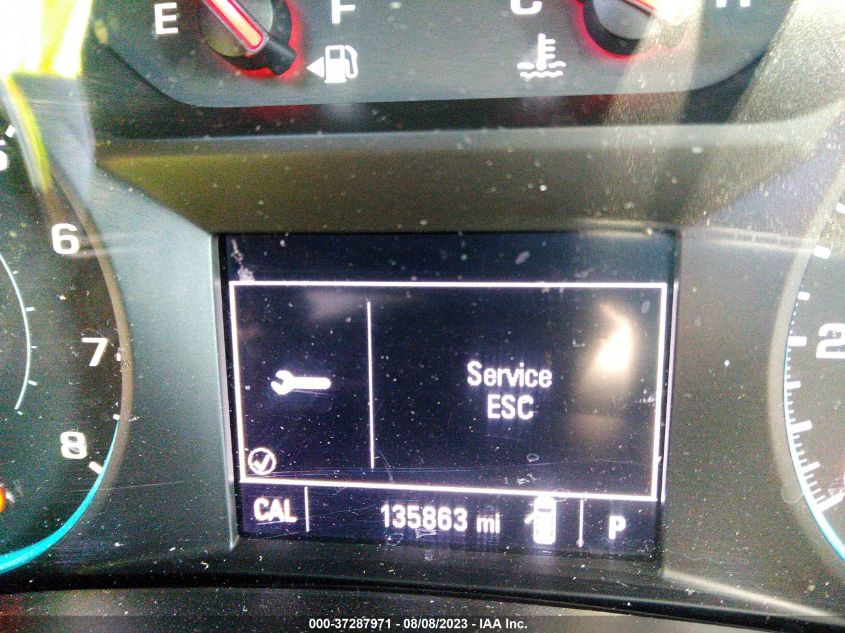 E F C H
6
7
8
2
Service
ESC
CAL 135863 mi P
000-37287971 - 08/08/2023 - IAA Inc.